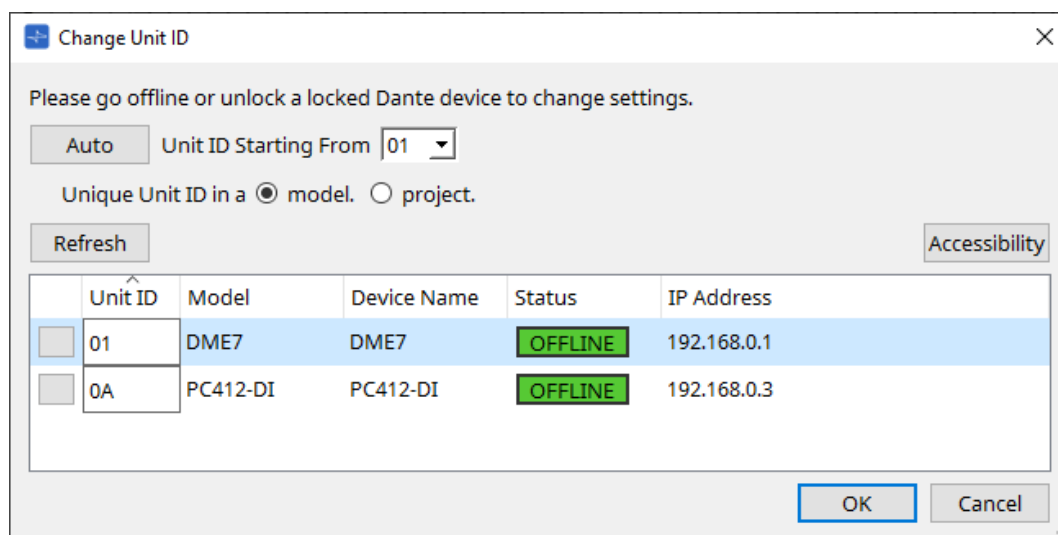 Change Unit ID
Please go offline or unlock a locked Dante device to change settings.
Auto Unit ID Starting From 01
Unique Unit ID in a model. project.
Refresh Accessibility
Unit ID Model Device Name Status IP Address
01 DME7 DME7 OFFLINE 192.168.0.1
0A PC412-DI PC412-DI OFFLINE 192.168.0.3
OK Cancel